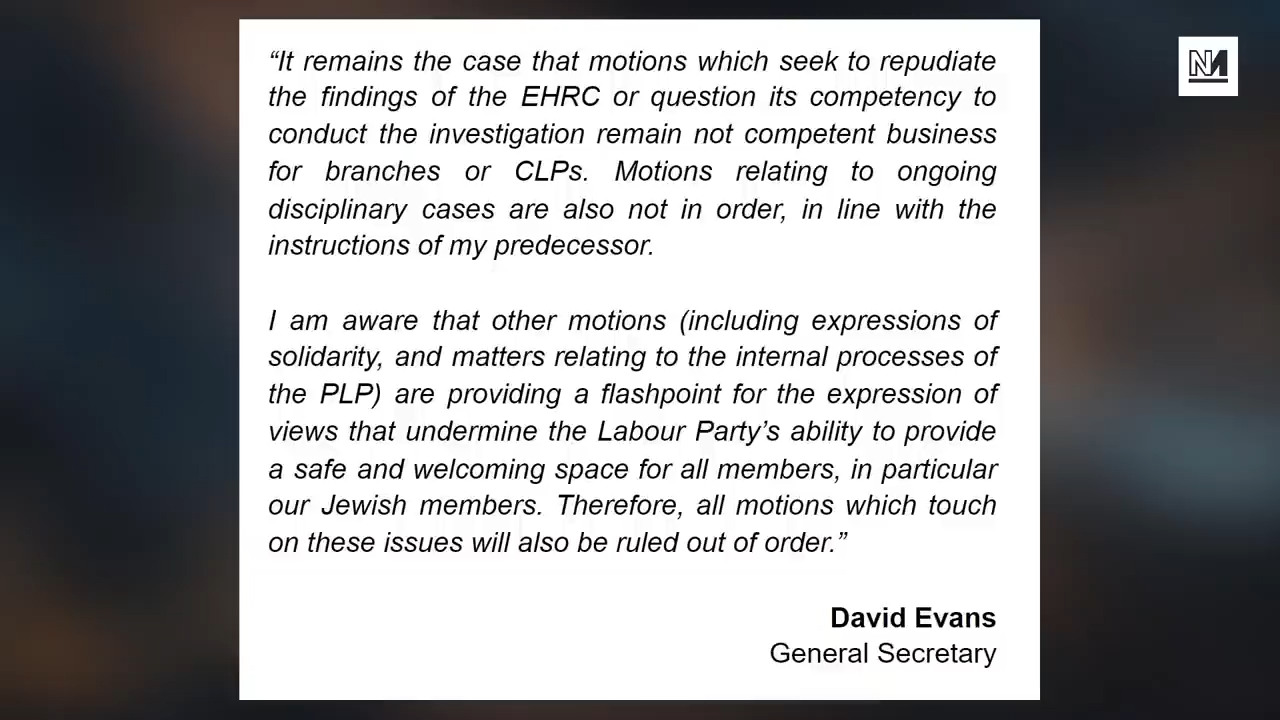 “It remains the case that motions which seek to repudiate
the findings of the EHRC or question its competency to
conduct the investigation remain not competent business
for branches or CLPs. Motions relating to ongoing
disciplinary cases are also not in order, in line with the
instructions of my predecessor.
I am aware that other motions (including expressions of
solidarity, and matters relating to the internal processes of
the PLP) are providing a flashpoint for the expression of
views that undermine the Labour Party’s ability to provide
a safe and welcoming space for all members, in particular
our Jewish members. Therefore, all motions which touch
on these issues will also be ruled out of order.”
David Evans
General Secretary
NM